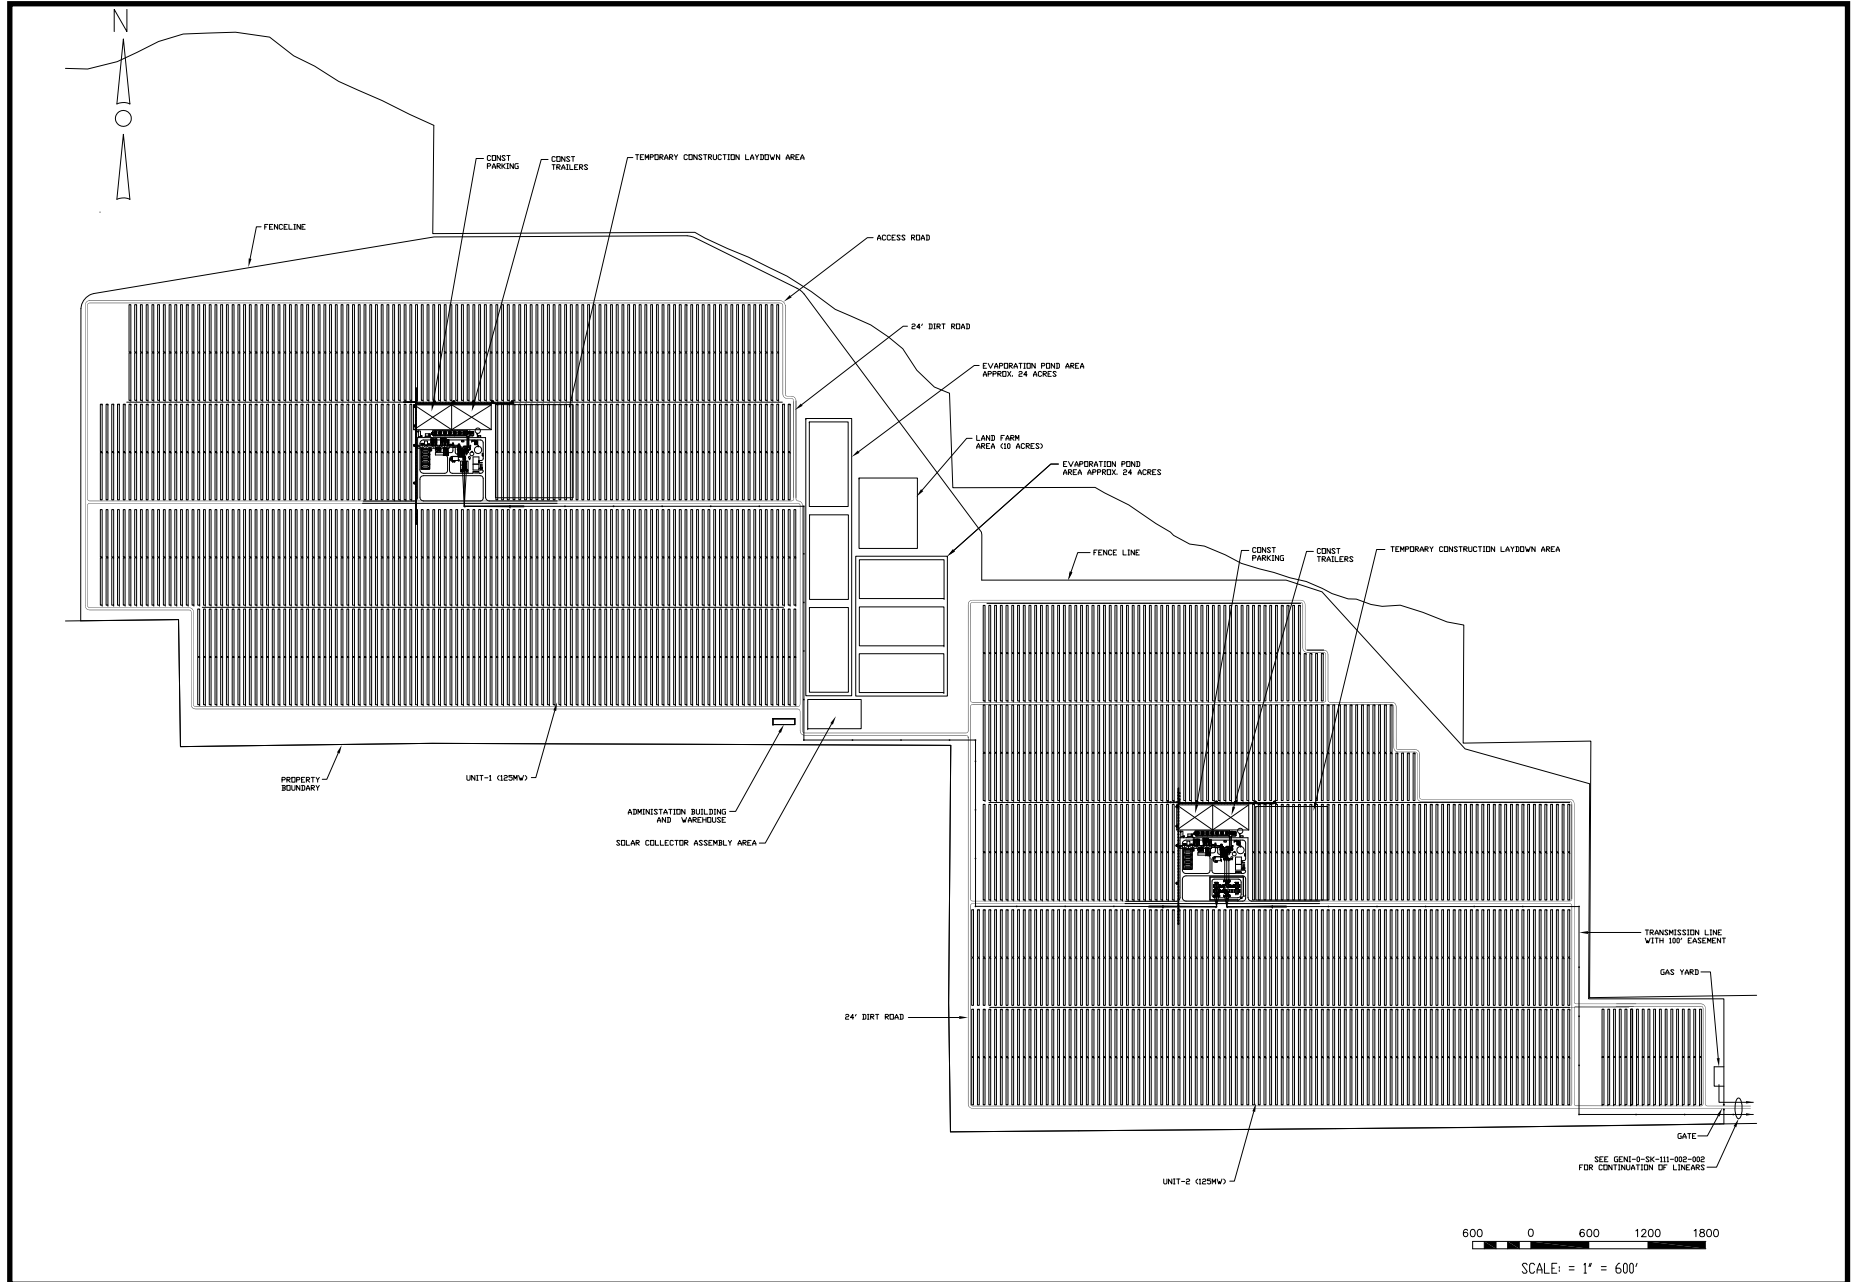 N
CONST
PARKING
CONST
TRAILERS
TEMPORARY CONSTRUCTION LAYDOWN AREA
FENCELINE
ACCESS ROAD
24' DIRT ROAD
EVAPORATION POND AREA
APPROX. 24 ACRES
LAND FARM
AREA (10 ACRES)
EVAPORATION POND
AREA APPROX. 24 ACRES
FENCE LINE
CONST
PARKING
CONST
TRAILERS
TEMPORARY CONSTRUCTION LAYDOWN AREA
PROPERTY
BOUNDARY
UNIT-1 (125MW)
ADMINISTATION BUILDING
AND WAREHOUSE
SOLAR COLLECTOR ASSEMBLY AREA
TRANSMISSION LINE
WITH 100' EASEMENT
GAS YARD
24' DIRT ROAD
GATE
SEE GENI-0-SK-111-002-002
FOR CONTINUATION OF LINEARS
UNIT-2 (125MW)
600 0 600 1200 1800
SCALE: = 1" = 600'